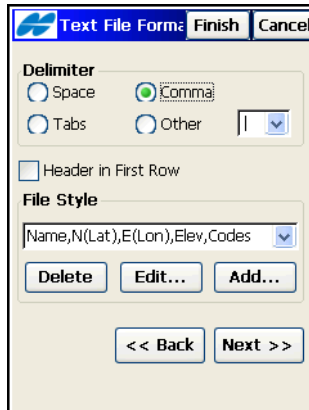 Text File Forma Finish Cancel
Delimiter
Space Comma
Tabs Other |
Header in First Row
File Style
Name,N(Lat),E(Lon),Elev,Codes
Delete Edit... Add...
<< Back Next >>